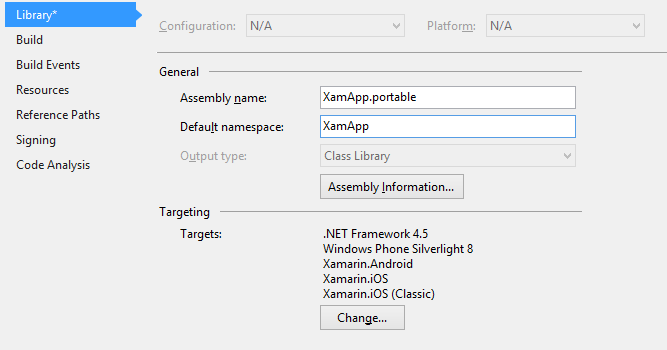 Library*
Build
Build Events
Resources
Reference Paths
Signing
Code Analysis
Configuration: N/A Platform: N/A
General
Assembly name: XamApp.portable
Default namespace: XamApp
Output type: Class Library
Assembly Information...
Targeting
Targets: .NET Framework 4.5
Windows Phone Silverlight 8
Xamarin.Android
Xamarin.iOS
Xamarin.iOS (Classic)
Change...